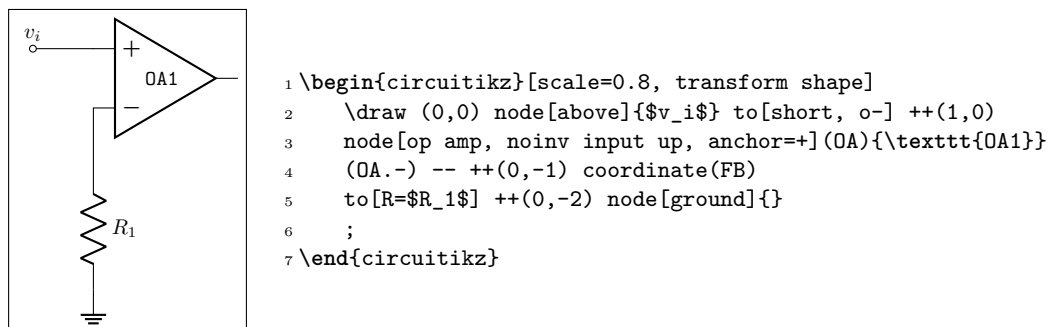 v_i
+
OA1
−
R_1
1 \begin{circuitikz}[scale=0.8, transform shape]
2 \draw (0,0) node[above]{$v_i$} to[short, o-] ++(1,0)
3 node[op amp, noinv input up, anchor=+](OA){\texttt{OA1}}
4 (OA.-) -- ++(0,-1) coordinate(FB)
5 to[R=$R_1$] ++(0,-2) node[ground]{}
6 ;
7 \end{circuitikz}